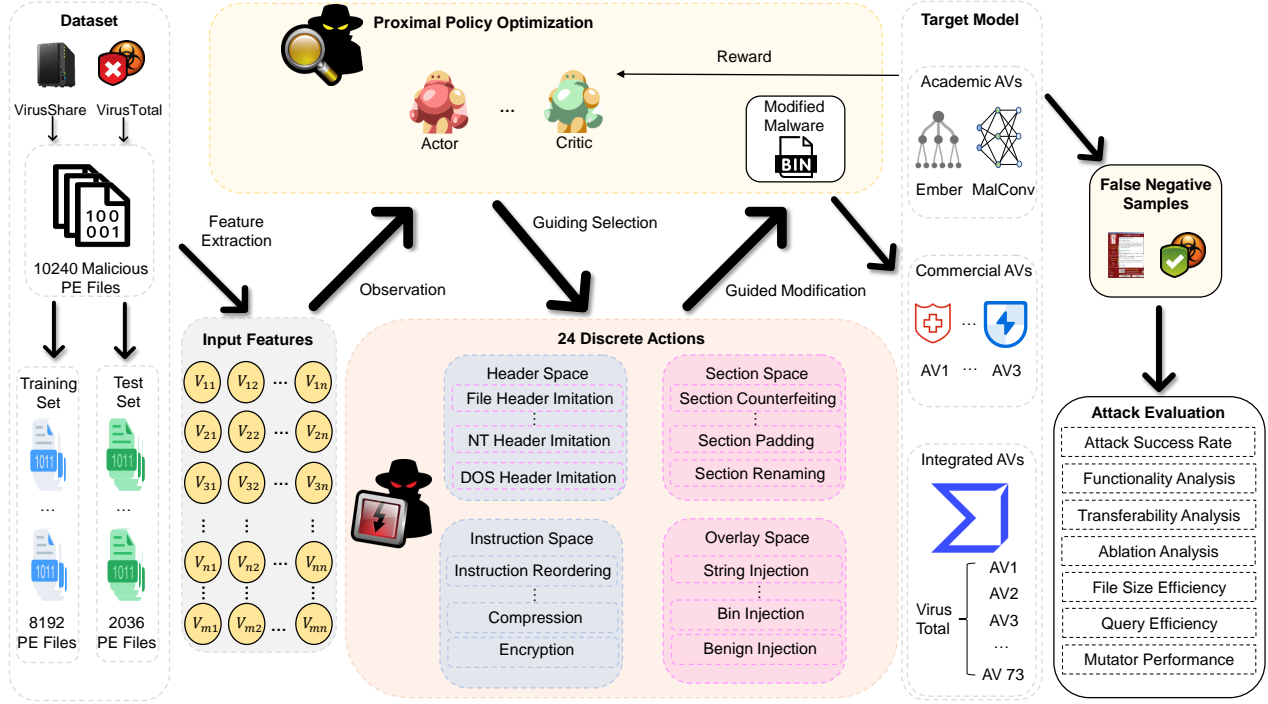 Dataset
VirusShare
VirusTotal
100
001
10240 Malicious
PE Files
Training
Set
1011
...
1011
8192
PE Files
Test
Set
1011
...
1011
2036
PE Files
Feature
Extraction
Input Features
V11 V12 ... V1n
V21 V22 ... V2n
V31 V32 ... V3n
Vn1 Vn2 ... Vnn
Vm1 Vm2 ... Vmn
Observation
Proximal Policy Optimization
Actor
...
Critic
Reward
Modified
Malware
BIN
Guiding Selection
Guided Modification
24 Discrete Actions
Header Space
File Header Imitation
NT Header Imitation
DOS Header Imitation
Section Space
Section Counterfeiting
Section Padding
Section Renaming
Instruction Space
Instruction Reordering
Compression
Encryption
Overlay Space
String Injection
Bin Injection
Benign Injection
Target Model
Academic AVs
Ember
MalConv
Commercial AVs
...
AV1 ... AV3
Integrated AVs
Virus
Total
AV1
AV2
AV3
...
AV 73
False Negative
Samples
Attack Evaluation
Attack Success Rate
Functionality Analysis
Transferability Analysis
Ablation Analysis
File Size Efficiency
Query Efficiency
Mutator Performance